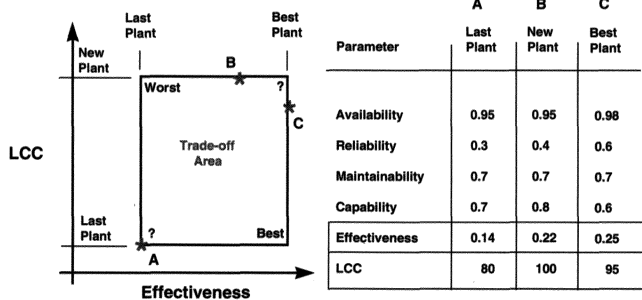 Last Plant
Best Plant
New Plant
B
Worst
?
C
LCC
Trade-off Area
Last Plant
?
Best
A
Effectiveness
A B C
Parameter Last Plant New Plant Best Plant
Availability 0.95 0.95 0.98
Reliability 0.3 0.4 0.6
Maintainability 0.7 0.7 0.7
Capability 0.7 0.8 0.6
Effectiveness 0.14 0.22 0.25
LCC 80 100 95